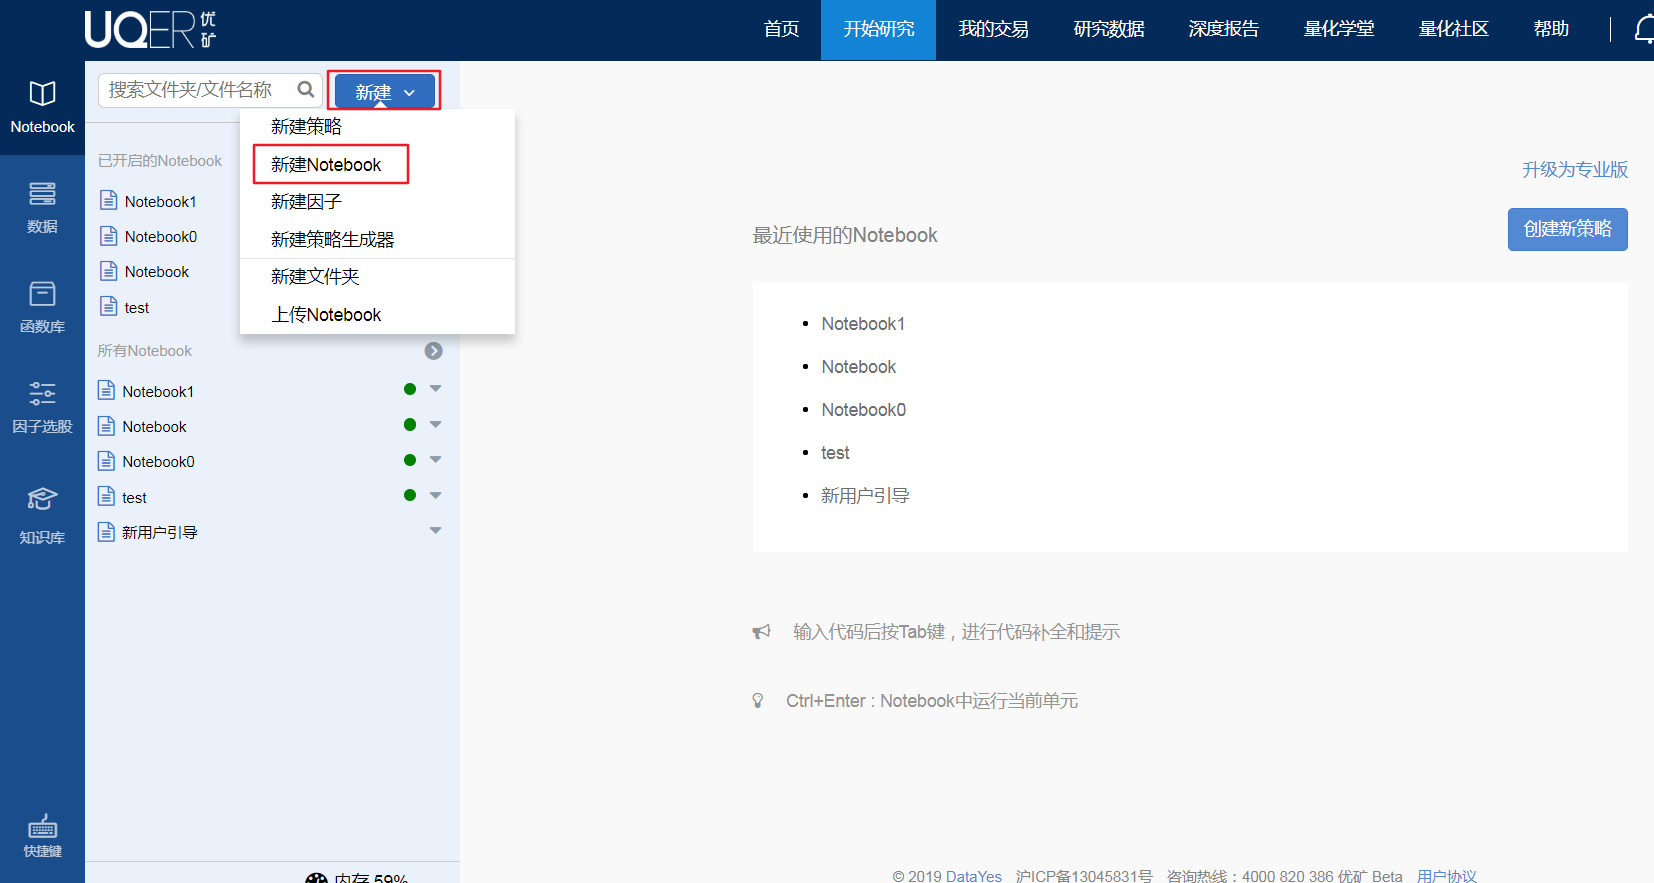 UQER 优矿
首页 开始研究 我的交易 研究数据 深度报告 量化学堂 量化社区 帮助
Notebook
数据
函数库
因子选股
知识库
快捷键
搜索文件夹/文件名称 新建
新建策略
新建Notebook
新建因子
新建策略生成器
新建文件夹
上传Notebook
已开启的Notebook
Notebook1
Notebook0
Notebook
test
所有Notebook
Notebook1
Notebook
Notebook0
test
新用户引导
内存 59%
升级为专业版
最近使用的Notebook
创建新策略
Notebook1
Notebook
Notebook0
test
新用户引导
输入代码后按Tab键，进行代码补全和提示
Ctrl+Enter : Notebook中运行当前单元
© 2019 DataYes 沪ICP备13045831号 咨询热线：4000 820 386 优矿 Beta 用户协议